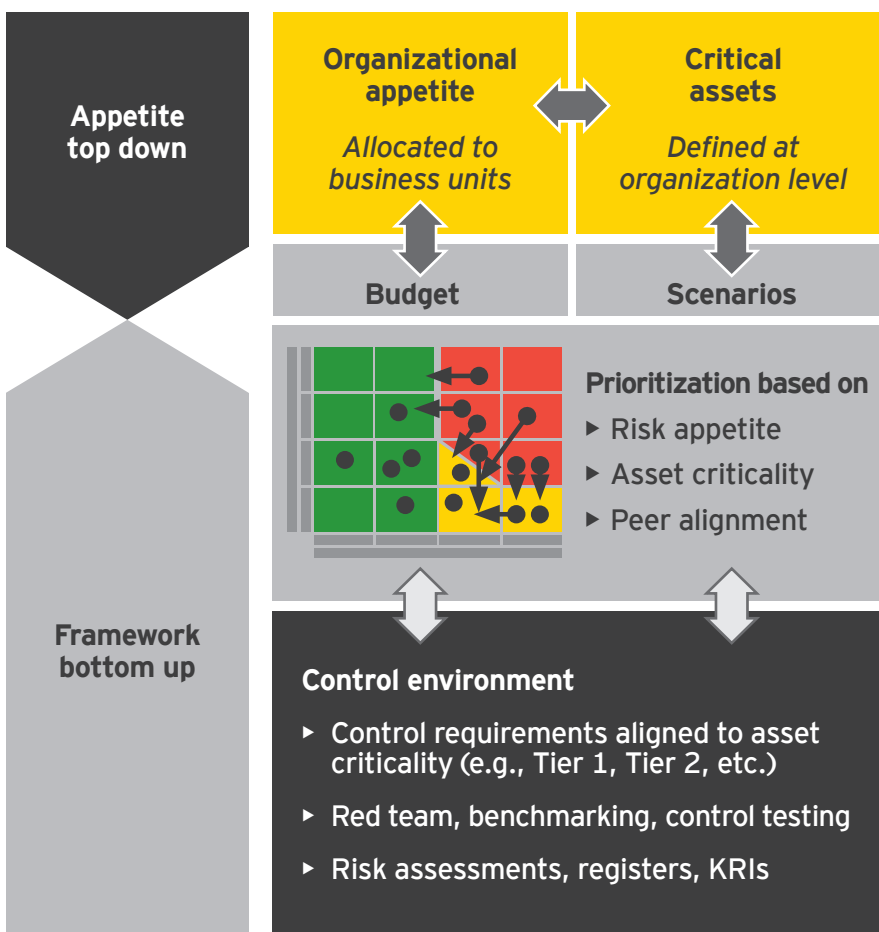 Appetite
top down
Organizational
appetite
Allocated to
business units
Critical
assets
Defined at
organization level
Budget
Scenarios
Prioritization based on
▸ Risk appetite
▸ Asset criticality
▸ Peer alignment
Framework
bottom up
Control environment
▸ Control requirements aligned to asset
criticality (e.g., Tier 1, Tier 2, etc.)
▸ Red team, benchmarking, control testing
▸ Risk assessments, registers, KRIs